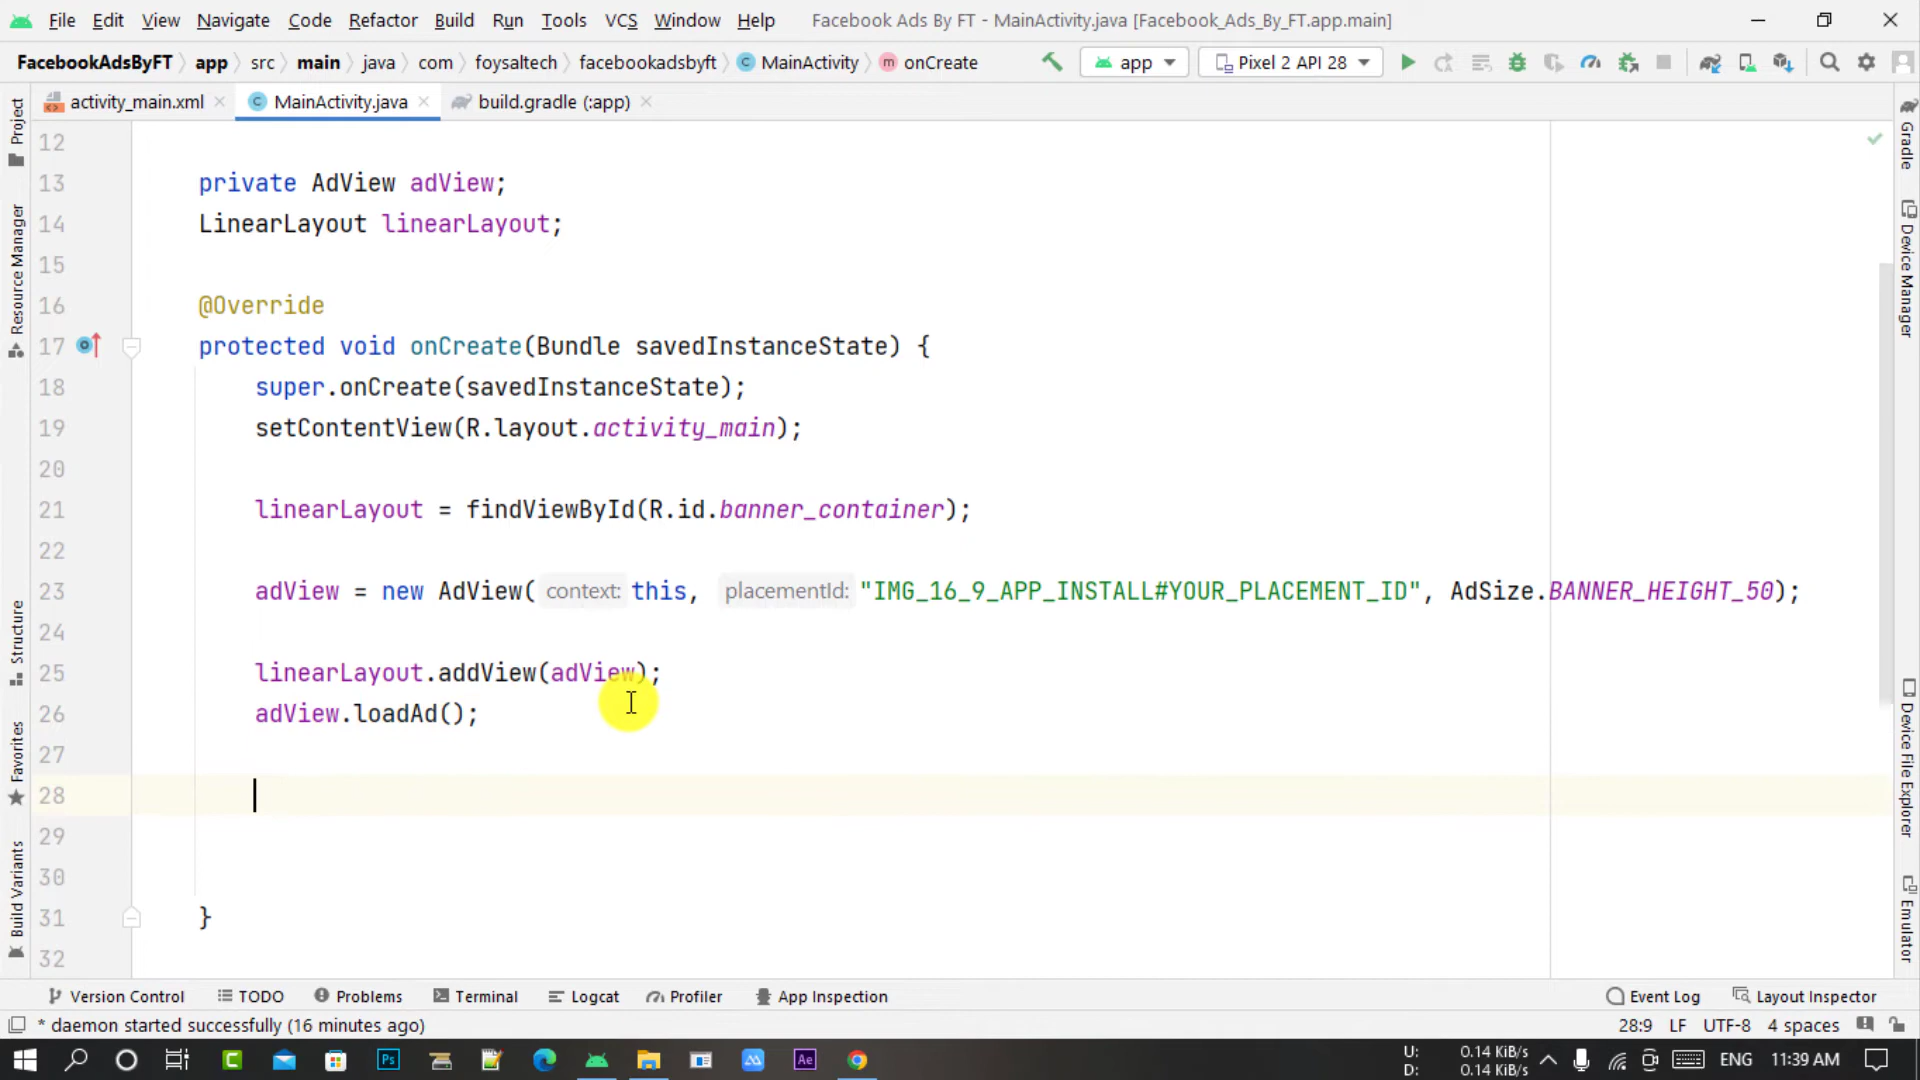 File Edit View Navigate Code Refactor Build Run Tools VCS Window Help Facebook Ads By FT - MainActivity.java [Facebook_Ads_By_FT.app.main]
FacebookAdsByFT app src main java com foysaltech facebookadsbyft C MainActivity m onCreate app Pixel 2 API 28
activity_main.xml C MainActivity.java build.gradle (:app)
12
13 private AdView adView;
14 LinearLayout linearLayout;
15
16 @Override
17 protected void onCreate(Bundle savedInstanceState) {
18 super.onCreate(savedInstanceState);
19 setContentView(R.layout.activity_main);
20
21 linearLayout = findViewById(R.id.banner_container);
22
23 adView = new AdView( context: this, placementId: "IMG_16_9_APP_INSTALL#YOUR_PLACEMENT_ID", AdSize.BANNER_HEIGHT_50);
24
25 linearLayout.addView(adView);
26 adView.loadAd();
27
28
29
30
31 }
32
Project
Resource Manager
Structure
Favorites
Build Variants
Gradle
Device Manager
Device File Explorer
Emulator
Version Control TODO Problems Terminal Logcat Profiler App Inspection Event Log Layout Inspector
* daemon started successfully (16 minutes ago) 28:9 LF UTF-8 4 spaces
C Ps Ae U: 0.14 KiB/s ENG 11:39 AM
D: 0.14 KiB/s